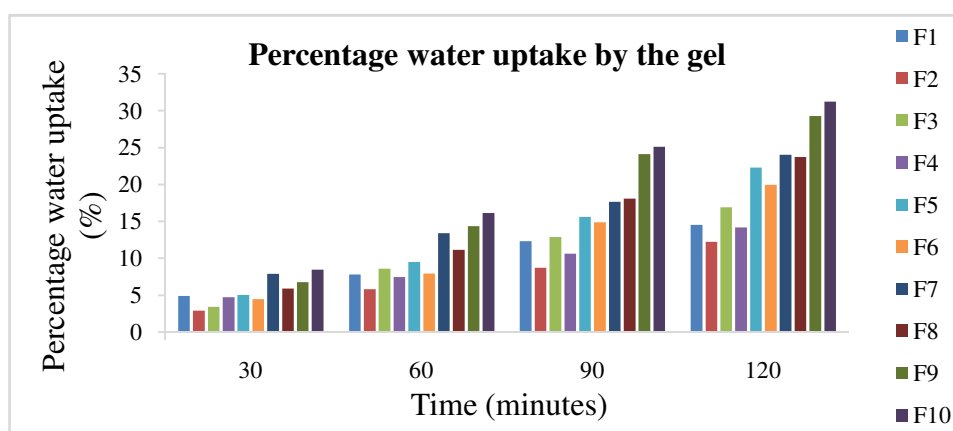 Percentage water uptake by the gel
Percentage water uptake
(%)
35
30
25
20
15
10
5
0
30 60 90 120
Time (minutes)
F1
F2
F3
F4
F5
F6
F7
F8
F9
F10